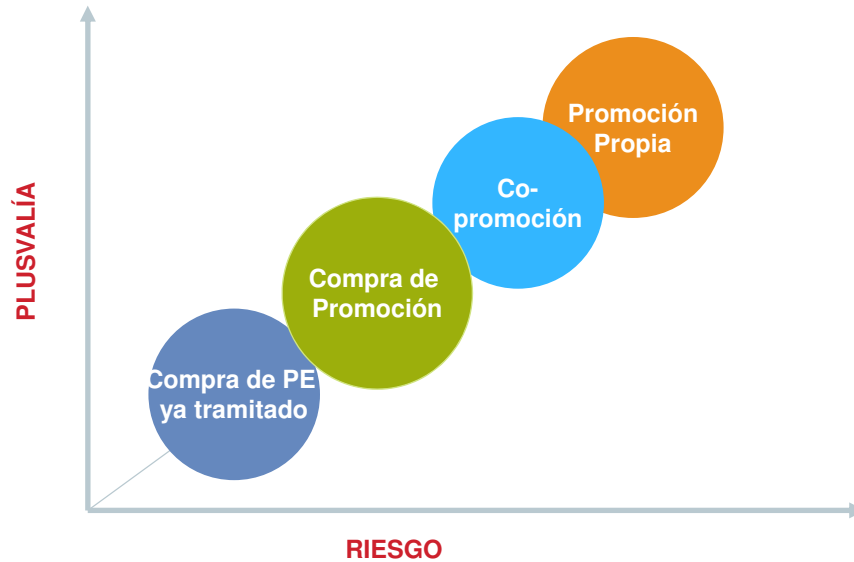 Promoción
Propia
Co-
promoción
PLUSVALÍA
Compra de
Promoción
Compra de PE
ya tramitado
RIESGO